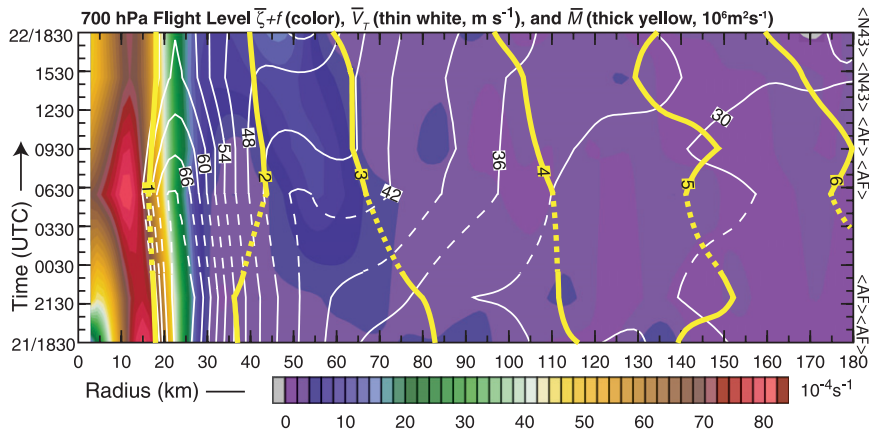 700 hPa Flight Level ζ̅+f (color), V̅_T (thin white, m s⁻¹), and M̅ (thick yellow, 10⁶m²s⁻¹)
22/1830
1530
1230
0930
0630
0330
0030
2130
21/1830
Time (UTC)
<N43>
<N43>
<AF>
<AF>
<AF>
<AF>
30
48
54
60
66
36
42
1
2
3
4
5
6
0 10 20 30 40 50 60 70 80 90 100 110 120 130 140 150 160 170 180
Radius (km)
10⁻⁴s⁻¹
0 10 20 30 40 50 60 70 80